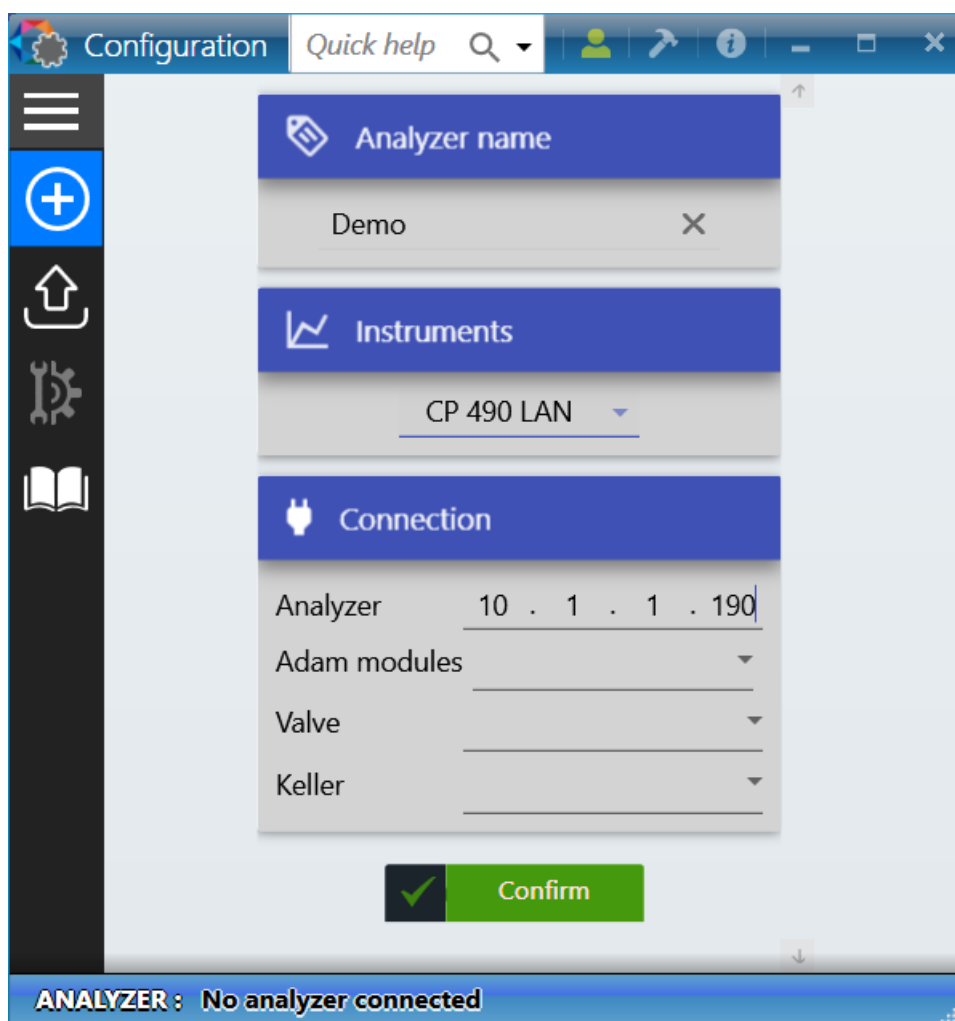 Configuration Quick help
Analyzer name
Demo
Instruments
CP 490 LAN
Connection
Analyzer 10 . 1 . 1 . 190
Adam modules
Valve
Keller
Confirm
ANALYZER : No analyzer connected